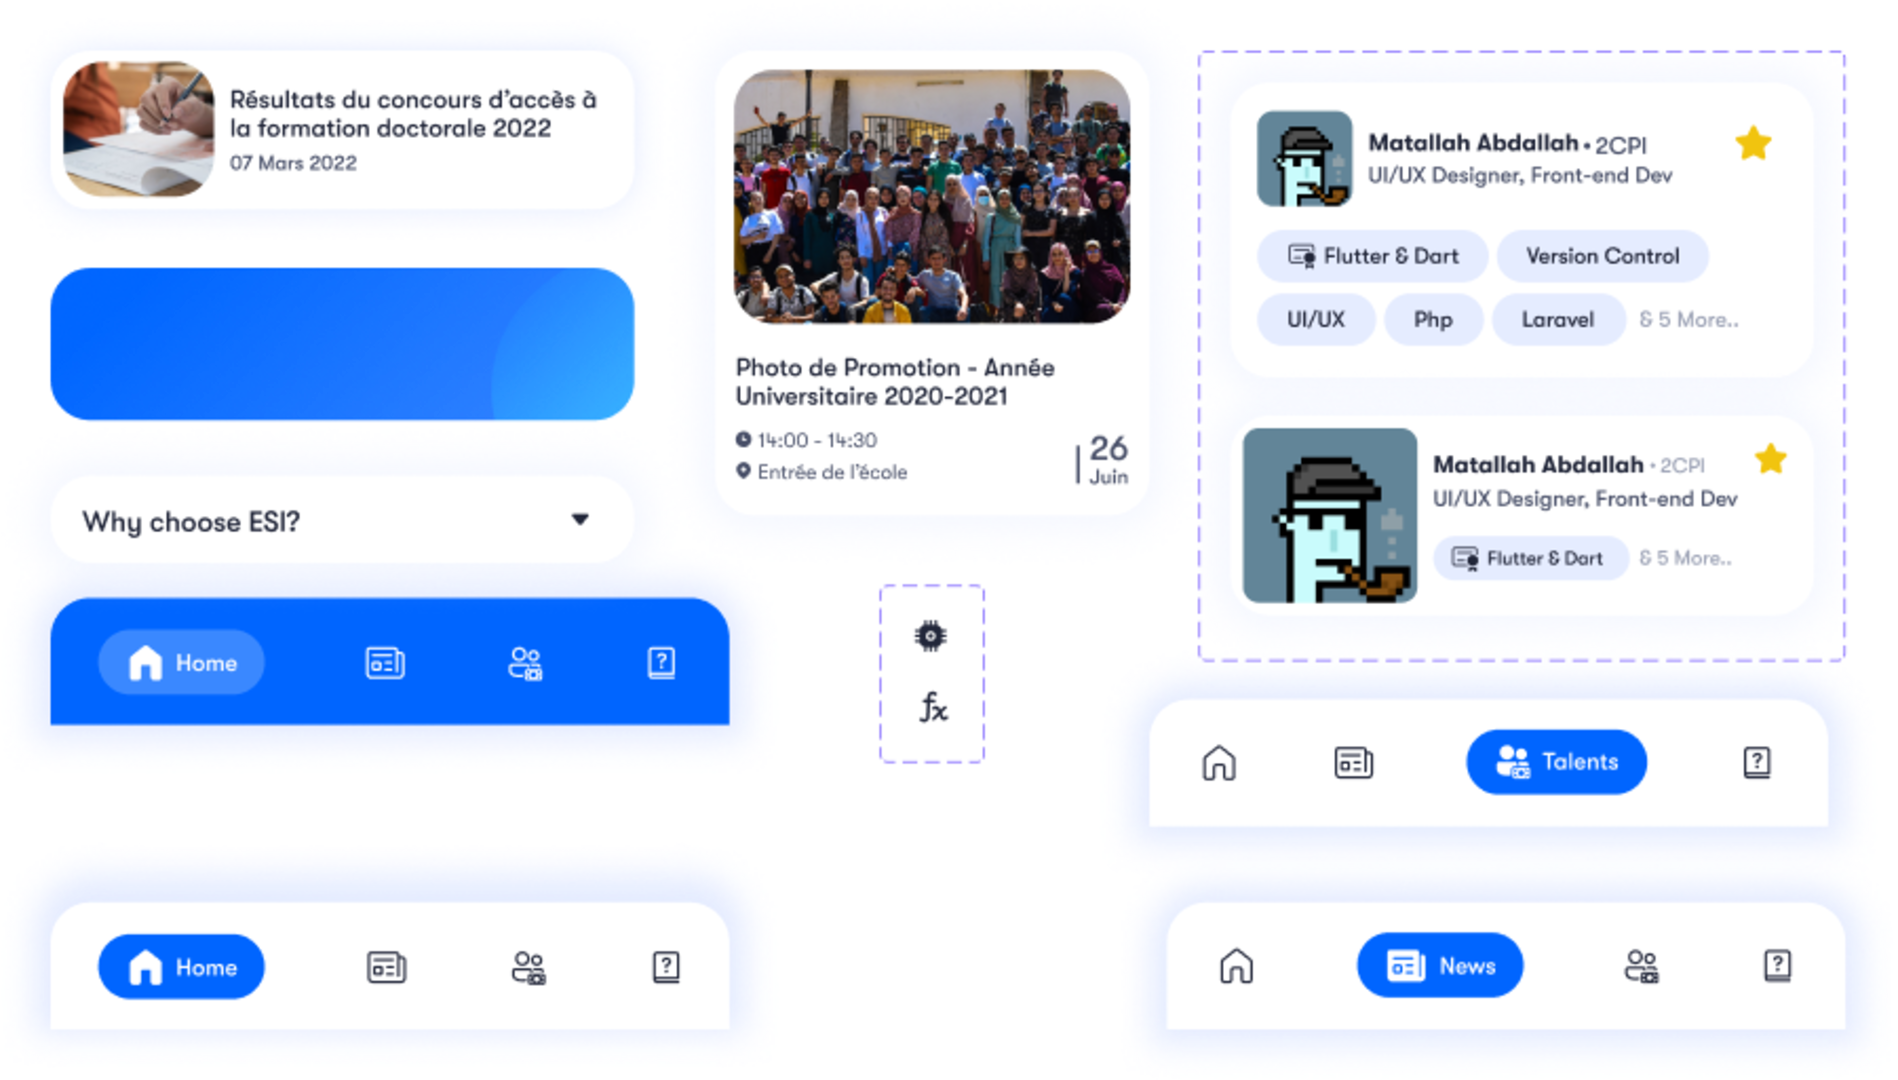 Résultats du concours d'accès à
la formation doctorale 2022
07 Mars 2022
Why choose ESI?
Home
Photo de Promotion - Année
Universitaire 2020-2021
14:00 - 14:30
Entrée de l'école
26
Juin
fx
Matallah Abdallah • 2CPI
UI/UX Designer, Front-end Dev
Flutter & Dart
Version Control
UI/UX
Php
Laravel
& 5 More..
Matallah Abdallah • 2CPI
UI/UX Designer, Front-end Dev
Flutter & Dart
& 5 More..
?
Talents
?
Home
?
News
?